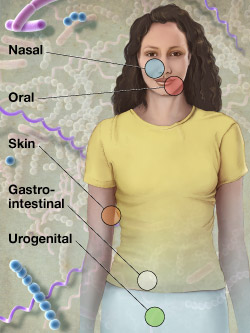 Nasal
Oral
Skin
Gastro-
intestinal
Urogenital